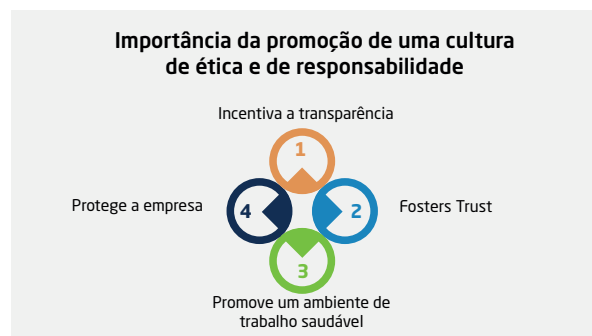 Importância da promoção de uma cultura
de ética e de responsabilidade
Incentiva a transparência
1
Protege a empresa
4
2
Fosters Trust
3
Promove um ambiente de
trabalho saudável